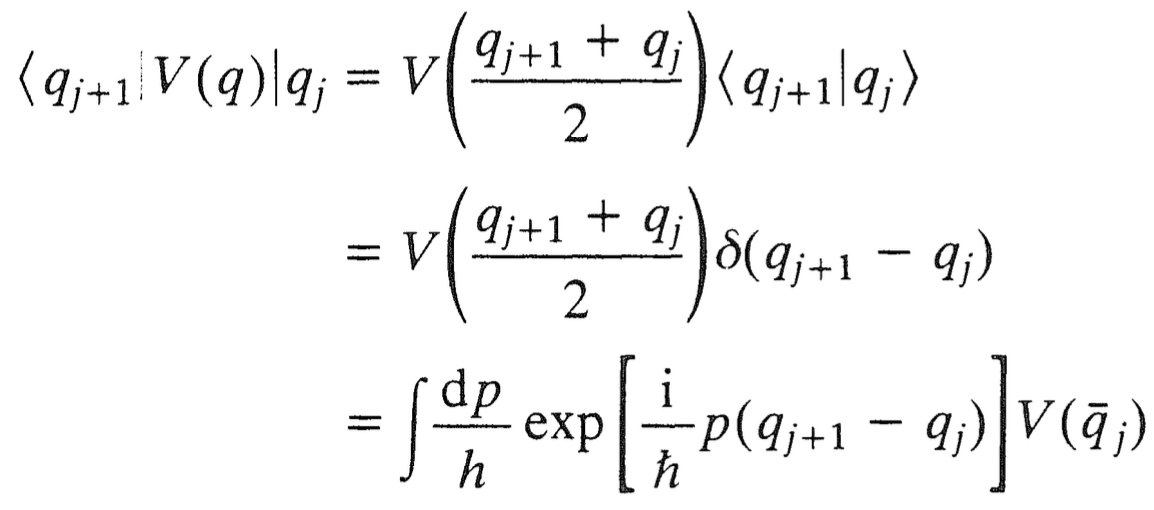 ⟨q_{j+1}|V(q)|q_j = V((q_{j+1} + q_j)/2)⟨q_{j+1}|q_j⟩
= V((q_{j+1} + q_j)/2)δ(q_{j+1} − q_j)
= ∫ dp/h exp[i/ħ p(q_{j+1} − q_j)]V(q̄_j)